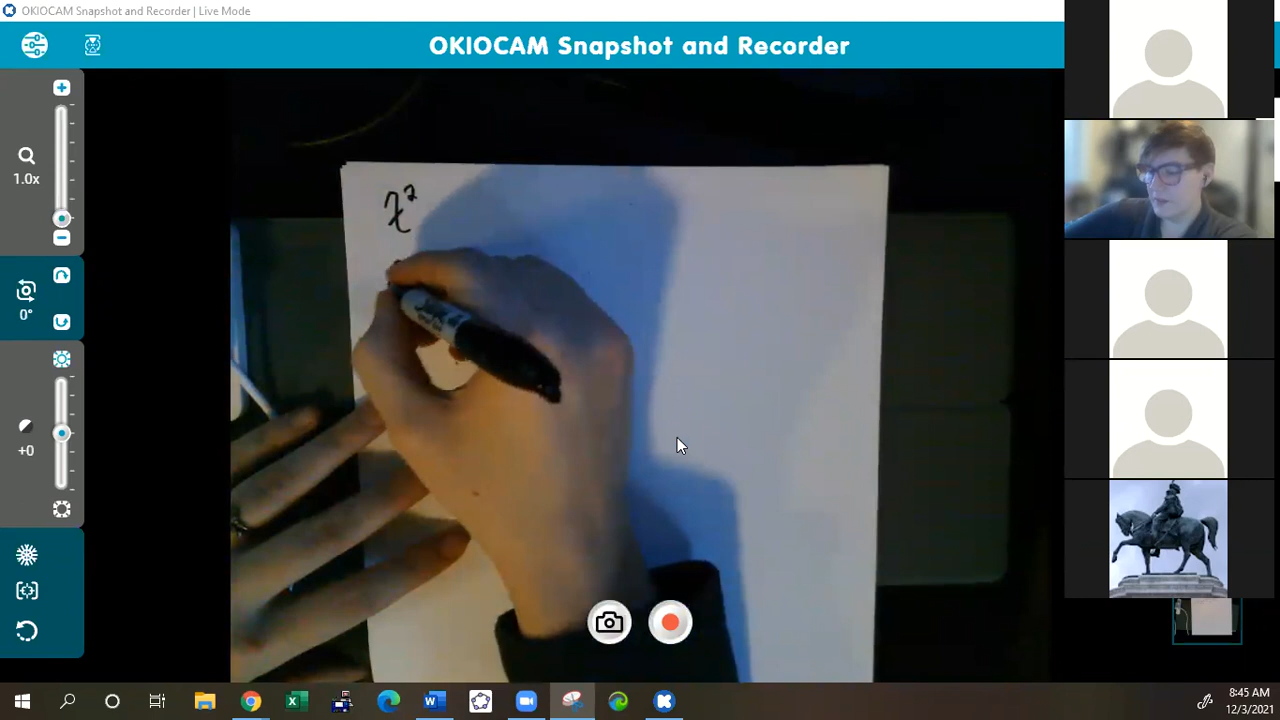 OKIOCAM Snapshot and Recorder | Live Mode
OKIOCAM Snapshot and Recorder
1.0x
0°
+0
8:45 AM
12/3/2021